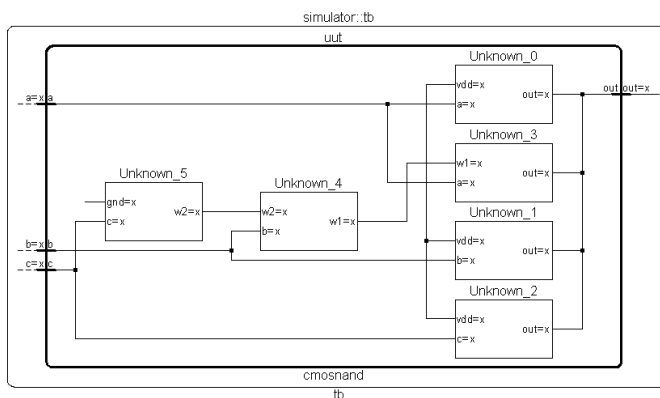 simulator::tb
uut
Unknown_0
vdd=x
a=x
out=x
a=x a
out out=x
Unknown_3
w1=x
a=x
out=x
Unknown_5
gnd=x
c=x
w2=x
Unknown_4
w2=x
b=x
w1=x
Unknown_1
vdd=x
b=x
out=x
b=x b
c=x c
Unknown_2
vdd=x
c=x
out=x
cmosnand
tb